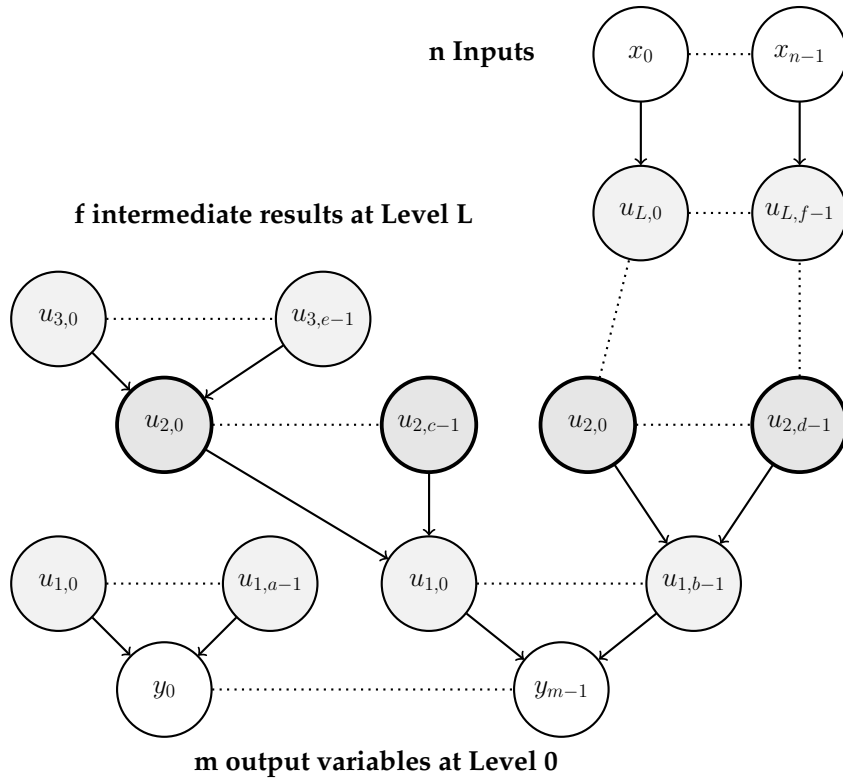 n Inputs
x_0
x_{n−1}
f intermediate results at Level L
u_{L,0}
u_{L,f−1}
u_{3,0}
u_{3,e−1}
u_{2,0}
u_{2,c−1}
u_{2,0}
u_{2,d−1}
u_{1,0}
u_{1,a−1}
u_{1,0}
u_{1,b−1}
y_0
y_{m−1}
m output variables at Level 0